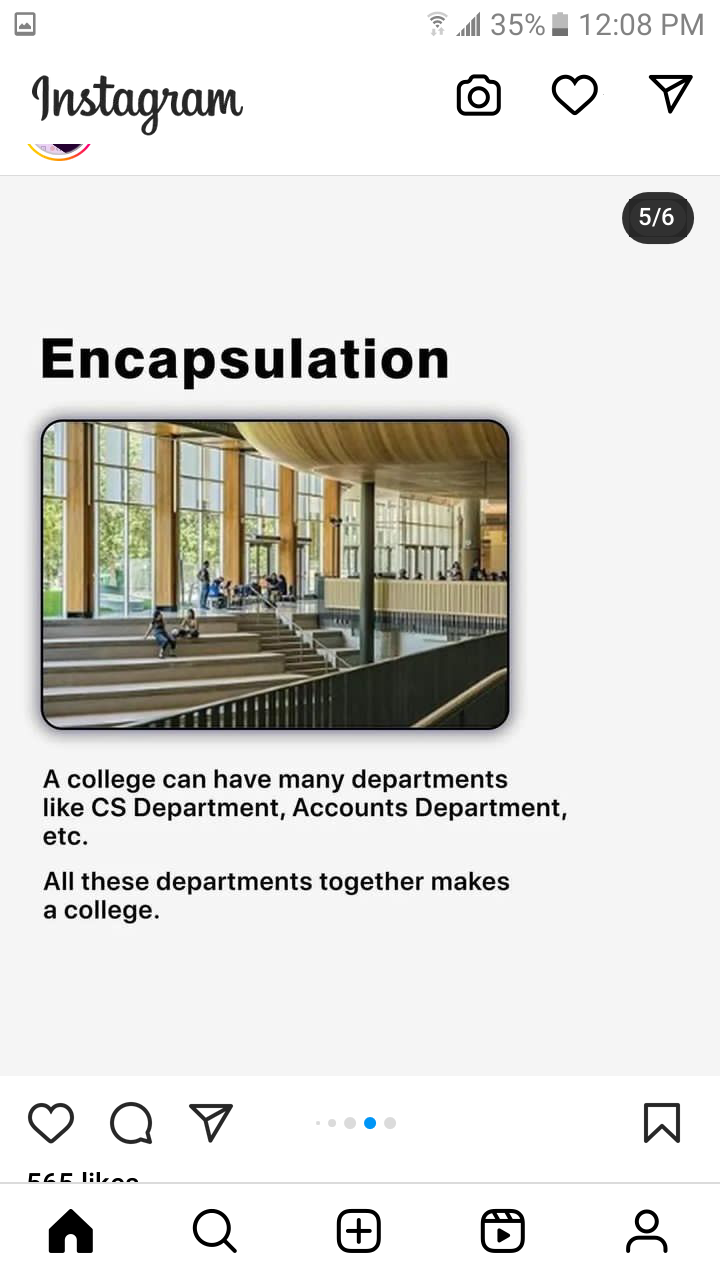 35% 12:08 PM
Instagram
5/6
Encapsulation
A college can have many departments
like CS Department, Accounts Department,
etc.
All these departments together makes
a college.
565 likes